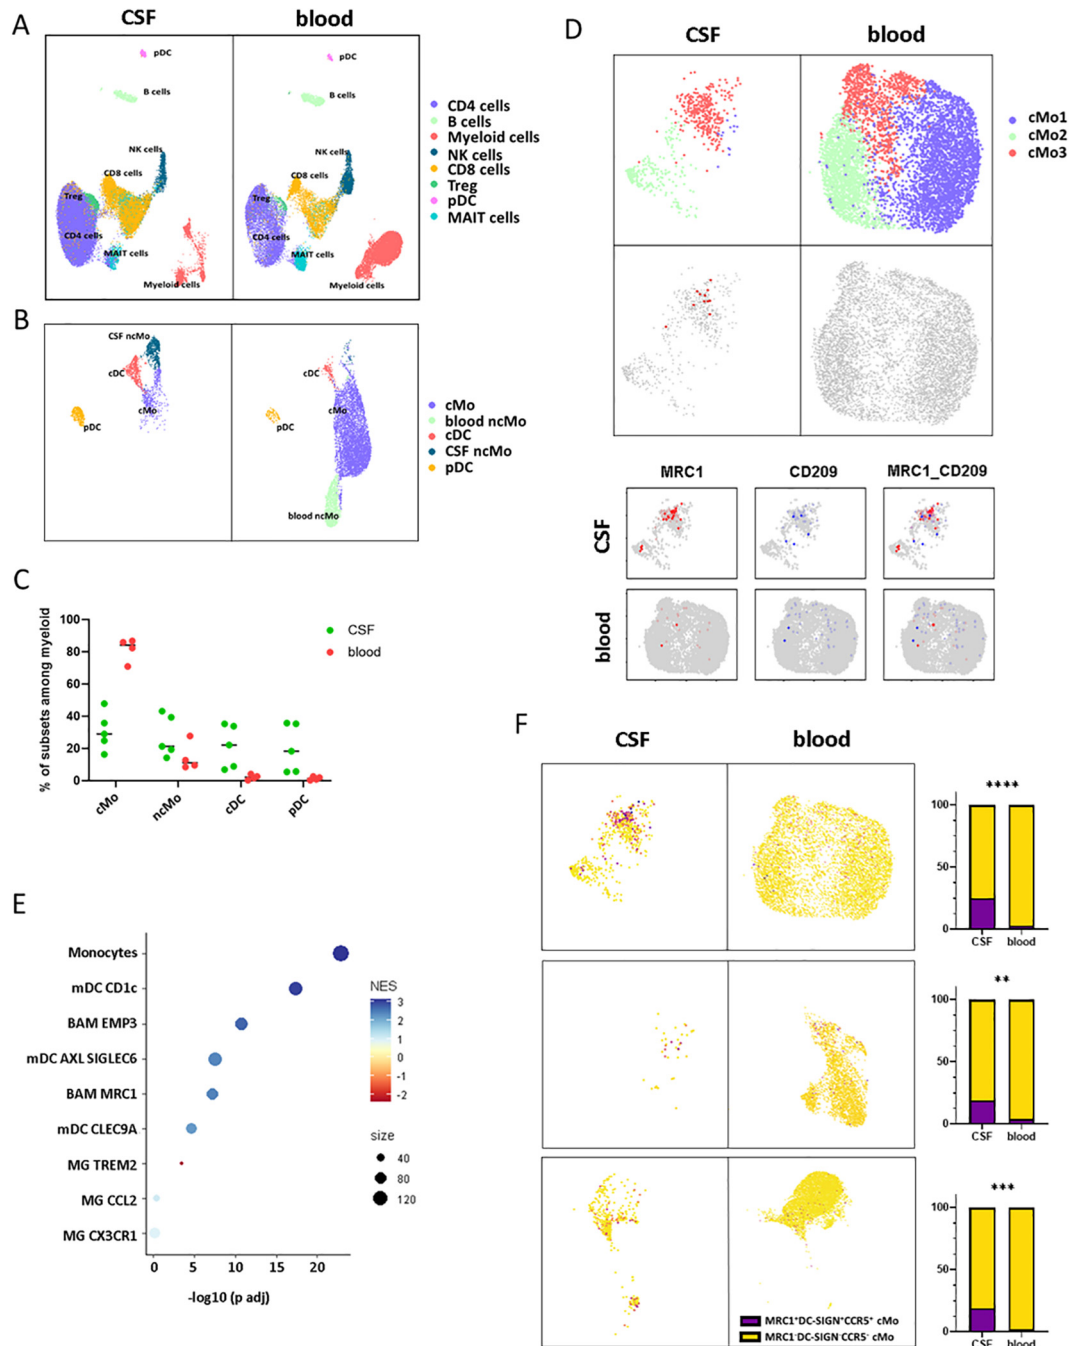 A
CSF
blood
pDC
B cells
NK cells
CD8 cells
Treg
CD4 cells
MAIT cells
Myeloid cells
pDC
B cells
NK cells
CD8 cells
Treg
CD4 cells
MAIT cells
Myeloid cells
CD4 cells
B cells
Myeloid cells
NK cells
CD8 cells
Treg
pDC
MAIT cells
B
CSF ncMo
cDC
cMo
pDC
cDC
cMo
pDC
blood ncMo
cMo
blood ncMo
cDC
CSF ncMo
pDC
C
% of subsets among myeloid
100
80
60
40
20
0
cMo
ncMo
cDC
pDC
CSF
blood
D
CSF
blood
cMo1
cMo2
cMo3
MRC1
CD209
MRC1_CD209
CSF
blood
E
Monocytes
mDC CD1c
BAM EMP3
mDC AXL SIGLEC6
BAM MRC1
mDC CLEC9A
MG TREM2
MG CCL2
MG CX3CR1
0
5
10
15
20
-log10 (p adj)
NES
3
2
1
0
-1
-2
size
40
80
120
F
CSF
blood
****
100
50
0
CSF
blood
**
100
50
0
CSF
blood
***
100
50
0
CSF
blood
MRC1⁺DC-SIGN⁺CCR5⁺ cMo
MRC1⁻DC-SIGN⁻CCR5⁻ cMo